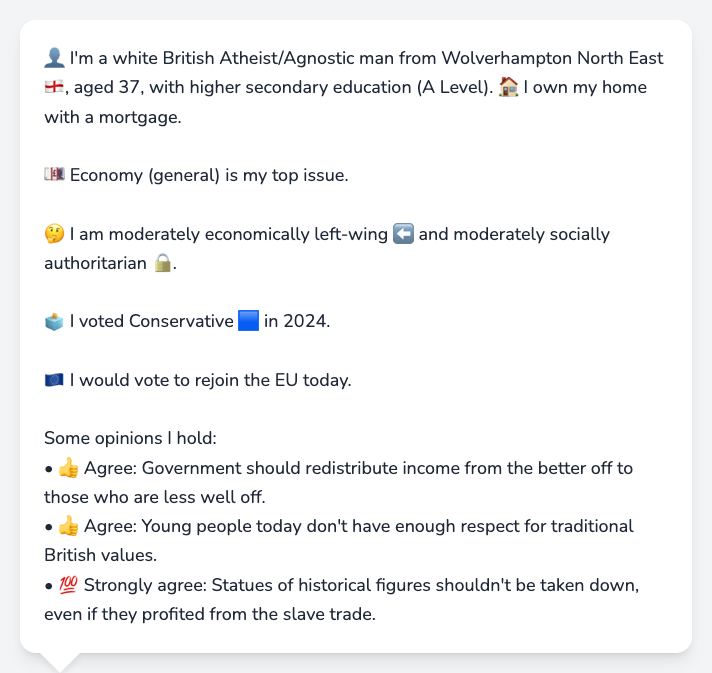 👤 I'm a white British Atheist/Agnostic man from Wolverhampton North East
🏴󠁧󠁢󠁥󠁮󠁧󠁿, aged 37, with higher secondary education (A Level). 🏠 I own my home
with a mortgage.
💷 Economy (general) is my top issue.
🤔 I am moderately economically left-wing ⬅️ and moderately socially
authoritarian 🔒.
🗳️ I voted Conservative 🟦 in 2024.
🇪🇺 I would vote to rejoin the EU today.
Some opinions I hold:
• 👍 Agree: Government should redistribute income from the better off to
those who are less well off.
• 👍 Agree: Young people today don't have enough respect for traditional
British values.
• 💯 Strongly agree: Statues of historical figures shouldn't be taken down,
even if they profited from the slave trade.